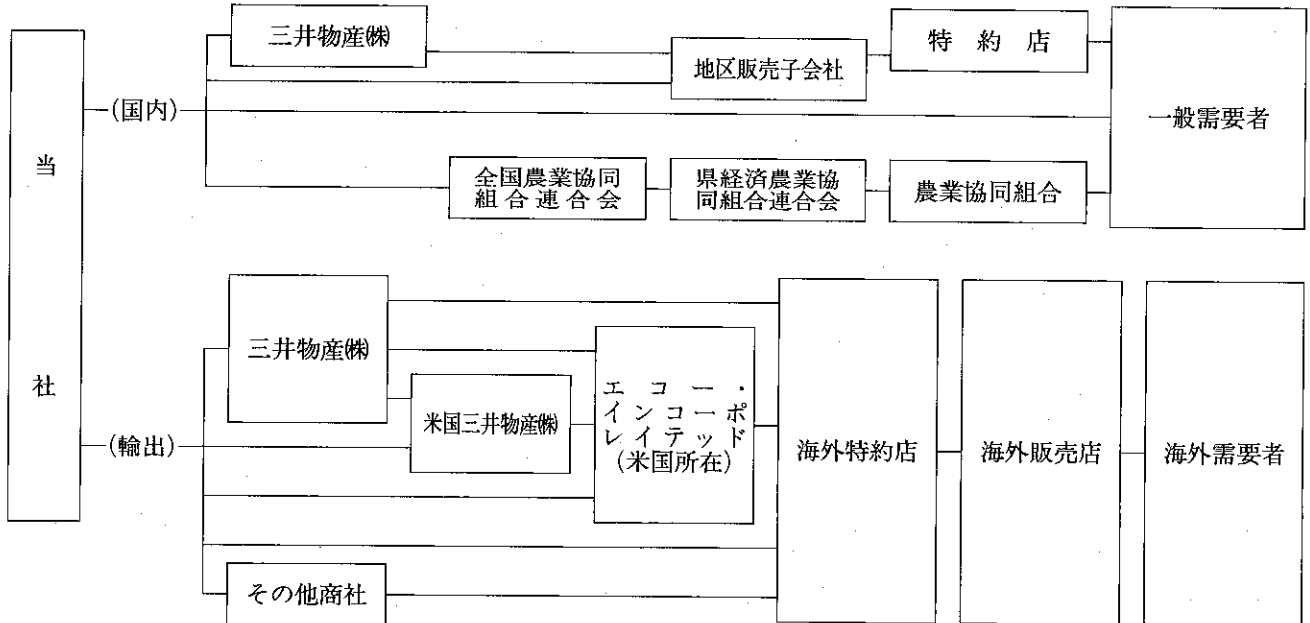 当社
(国内)
三井物産㈱
地区販売子会社
特約店
一般需要者
全国農業協同
組合連合会
県経済農業協
同組合連合会
農業協同組合
(輸出)
三井物産㈱
米国三井物産㈱
エコー・
インコーポ
レイテッド
(米国所在)
その他商社
海外特約店
海外販売店
海外需要者